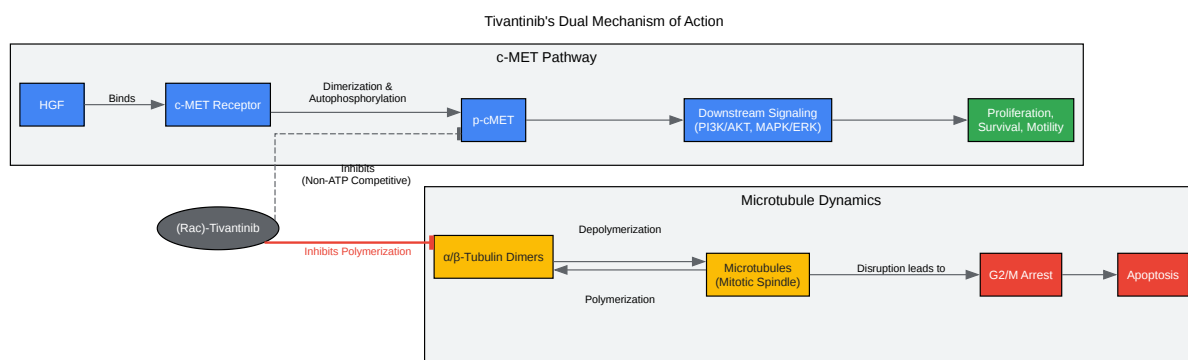 Tivantinib's Dual Mechanism of Action
c-MET Pathway
HGF
Binds
c-MET Receptor
Dimerization &
Autophosphorylation
p-cMET
Downstream Signaling
(PI3K/AKT, MAPK/ERK)
Proliferation,
Survival, Motility
Inhibits
(Non-ATP Competitive)
(Rac)-Tivantinib
Inhibits Polymerization
Microtubule Dynamics
α/β-Tubulin Dimers
Depolymerization
Polymerization
Microtubules
(Mitotic Spindle)
Disruption leads to
G2/M Arrest
Apoptosis